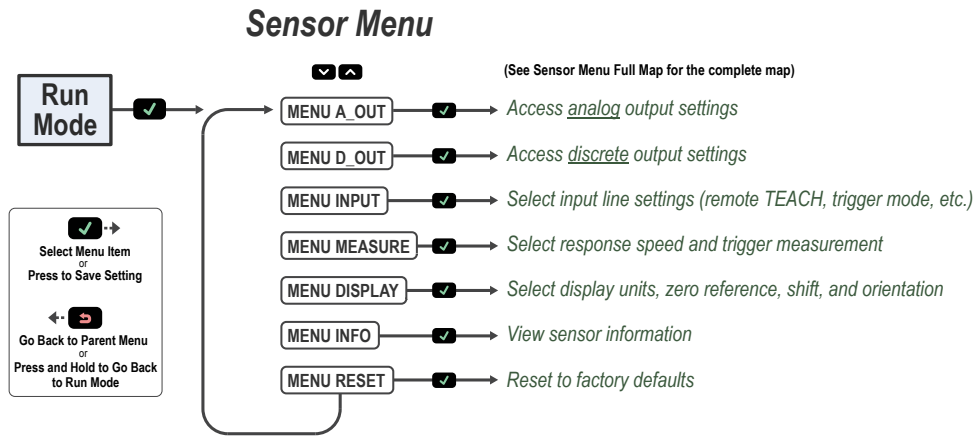 Sensor Menu
(See Sensor Menu Full Map for the complete map)
Run
Mode
MENU A_OUT
Access analog output settings
MENU D_OUT
Access discrete output settings
MENU INPUT
Select input line settings (remote TEACH, trigger mode, etc.)
MENU MEASURE
Select response speed and trigger measurement
MENU DISPLAY
Select display units, zero reference, shift, and orientation
MENU INFO
View sensor information
MENU RESET
Reset to factory defaults
Select Menu Item
or
Press to Save Setting
Go Back to Parent Menu
or
Press and Hold to Go Back
to Run Mode